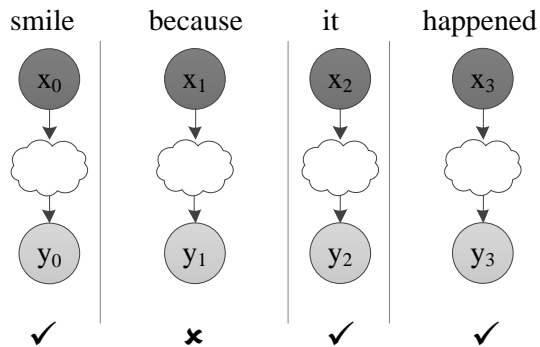 smile because it happened
x₀ x₁ x₂ x₃
y₀ y₁ y₂ y₃
✓ ✗ ✓ ✓